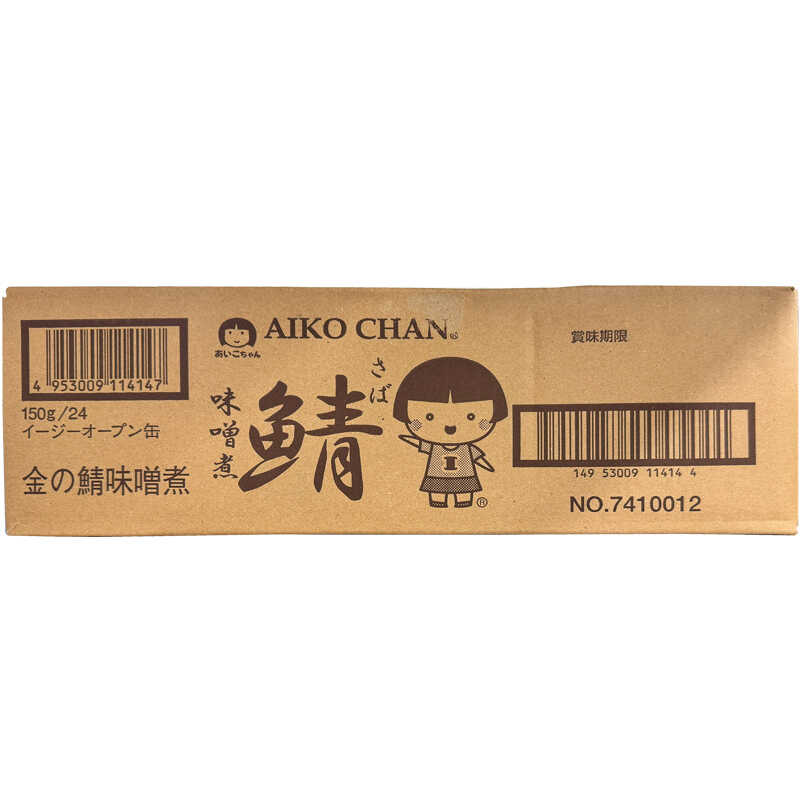 4 953009 114147
150g/24
イージーオープン缶
金の鯖味噌煮
あいこちゃん
AIKO CHAN®
さば
鯖
味噌煮
®
賞味期限
149 53009 11414 4
NO.7410012